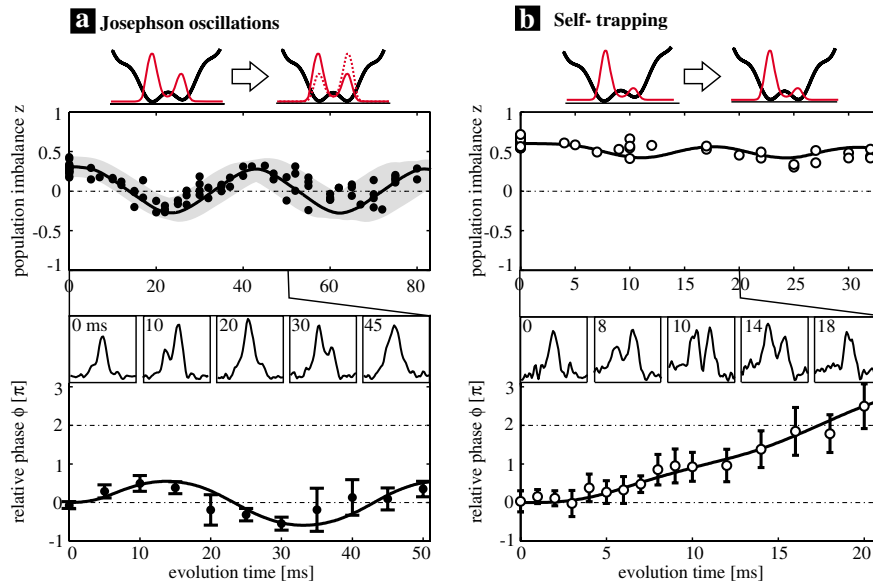 a Josephson oscillations
b Self- trapping
population imbalance z
1
0.5
0
-0.5
-1
0 20 40 60 80
population imbalance z
1
0.5
0
-0.5
-1
0 5 10 15 20 25 30
0 ms 10 20 30 45
0 8 10 14 18
relative phase ϕ [π]
3
2
1
0
-1
0 10 20 30 40 50
evolution time [ms]
relative phase ϕ [π]
3
2
1
0
-1
0 5 10 15 20
evolution time [ms]